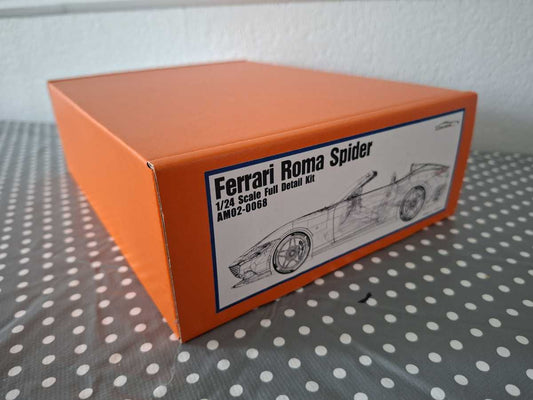 Ferrari Roma Spider
1/24 Scale Full Detail Kit
AM02-0068